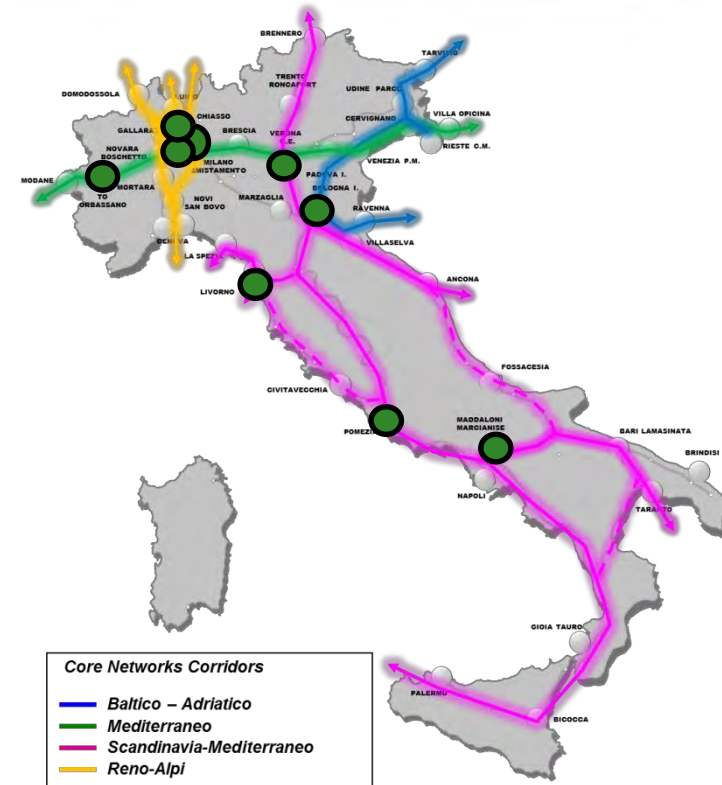 BRENNERO
TARVISIO
TRENTO
RONCAFORT
UDINE PARCO
DOMODOSSOLA
CHIASSO
CERVIGNANO
VILLA OPICINA
GALLARA
BRESCIA
VERONA
NOVARA
BOSCHETTO
MILANO
SMISTAMENTO
VENEZIA P.M.
RIESTE C.M.
MODANE
MORTARA
PADOVA I.
BOLOGNA I.
TO
ORBASSANO
NOVI
SAN BOVO
MARZAGLIA
RAVENNA
GENOVA
VILLASELVA
LA SPEZIA
ANCONA
LIVORNO
FOSSACESIA
CIVITAVECCHIA
MADDALONI
MARCIANISE
POMEZIA
BARI LAMASINATA
BRINDISI
NAPOLI
TARANTO
GIOIA TAURO
PALERMO
BICOCCA
Core Networks Corridors
Baltico – Adriatico
Mediterraneo
Scandinavia-Mediterraneo
Reno-Alpi